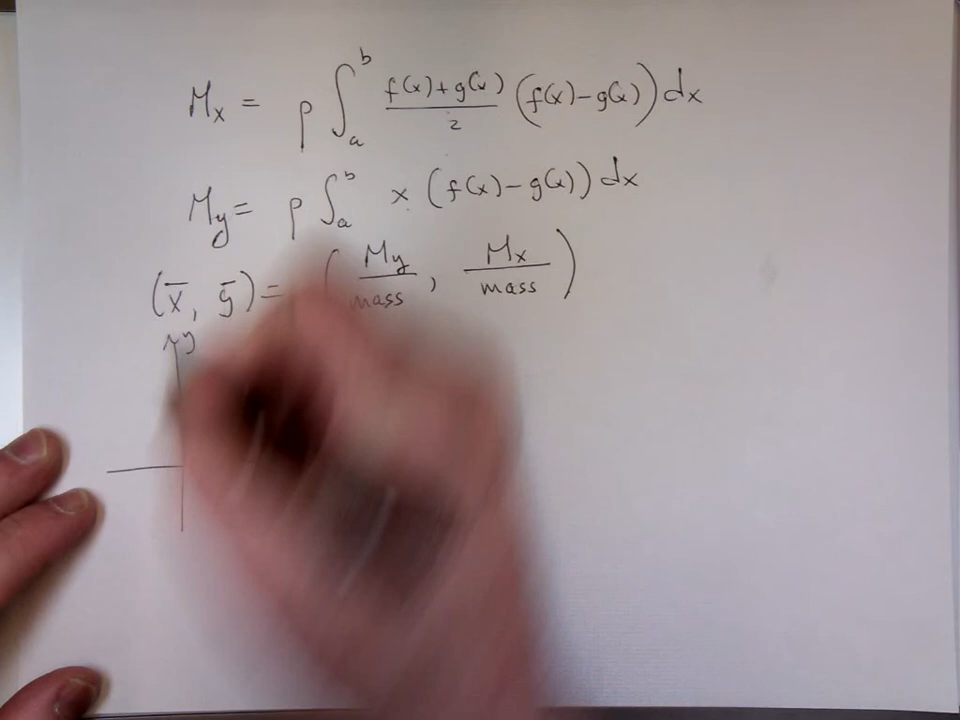 Mx = ρ ∫_a^b (f(x)+g(x))/2 (f(x)-g(x)) dx
My = ρ ∫_a^b x (f(x)-g(x)) dx
(x̄, ȳ) = (My/mass, Mx/mass)
y